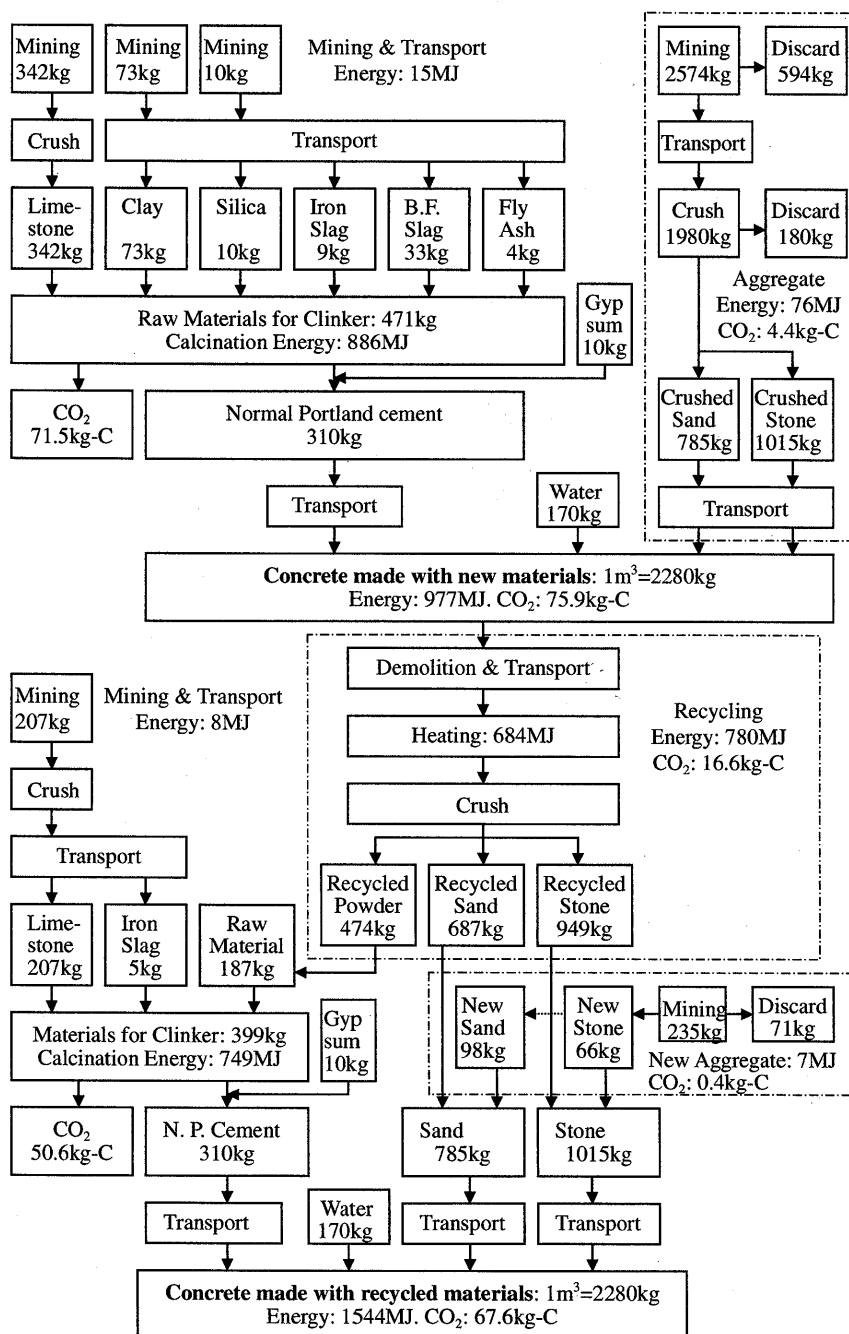 Mining
342kg
Mining
73kg
Mining
10kg
Mining & Transport
Energy: 15MJ
Crush
Transport
Lime-
stone
342kg
Clay
73kg
Silica
10kg
Iron
Slag
9kg
B.F.
Slag
33kg
Fly
Ash
4kg
Raw Materials for Clinker: 471kg
Calcination Energy: 886MJ
Gyp
sum
10kg
CO₂
71.5kg-C
Normal Portland cement
310kg
Transport
Water
170kg
Mining
2574kg
Discard
594kg
Transport
Crush
1980kg
Discard
180kg
Aggregate
Energy: 76MJ
CO₂: 4.4kg-C
Crushed
Sand
785kg
Crushed
Stone
1015kg
Transport
Concrete made with new materials: 1m³=2280kg
Energy: 977MJ. CO₂: 75.9kg-C
Demolition & Transport
Heating: 684MJ
Crush
Recycling
Energy: 780MJ
CO₂: 16.6kg-C
Recycled
Powder
474kg
Recycled
Sand
687kg
Recycled
Stone
949kg
Mining
207kg
Mining & Transport
Energy: 8MJ
Crush
Transport
Lime-
stone
207kg
Iron
Slag
5kg
Raw
Material
187kg
Materials for Clinker: 399kg
Calcination Energy: 749MJ
Gyp
sum
10kg
New
Sand
98kg
New
Stone
66kg
Mining
235kg
Discard
71kg
New Aggregate: 7MJ
CO₂: 0.4kg-C
CO₂
50.6kg-C
N. P. Cement
310kg
Sand
785kg
Stone
1015kg
Transport
Water
170kg
Transport
Transport
Concrete made with recycled materials: 1m³=2280kg
Energy: 1544MJ. CO₂: 67.6kg-C